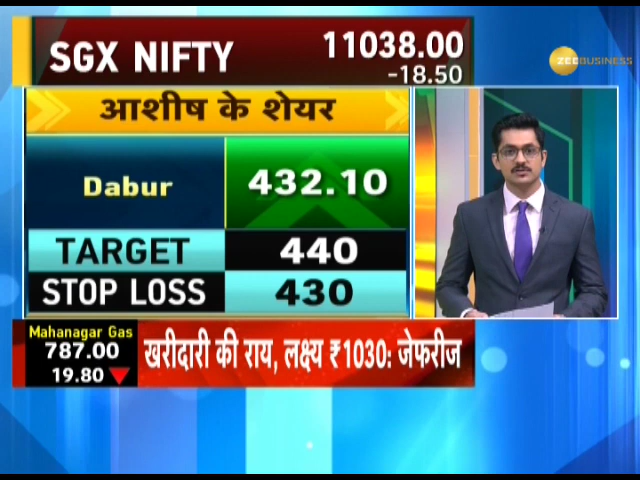 SGX NIFTY
11038.00
-18.50
ZEEBUSINESS
आशीष के शेयर
Dabur
432.10
TARGET
440
STOP LOSS
430
Mahanagar Gas
787.00
19.80
खरीदारी की राय, लक्ष्य ₹1030: जेफरीज